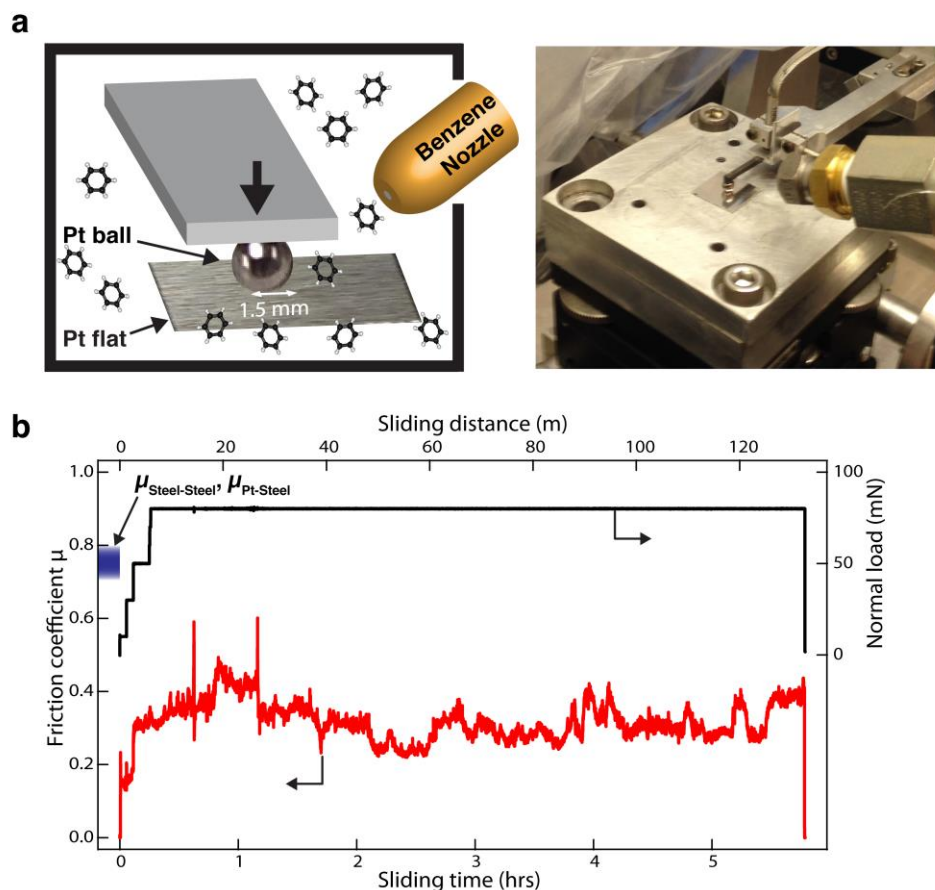 a
Benzene
Nozzle
Pt ball
1.5 mm
Pt flat
b
Sliding distance (m)
0 20 40 60 80 100 120
1.0 100
μSteel-Steel, μPt-Steel
0.8
50
0.6
0
0.4
0.2
0.0
Friction coefficient μ
Normal load (mN)
0 1 2 3 4 5
Sliding time (hrs)